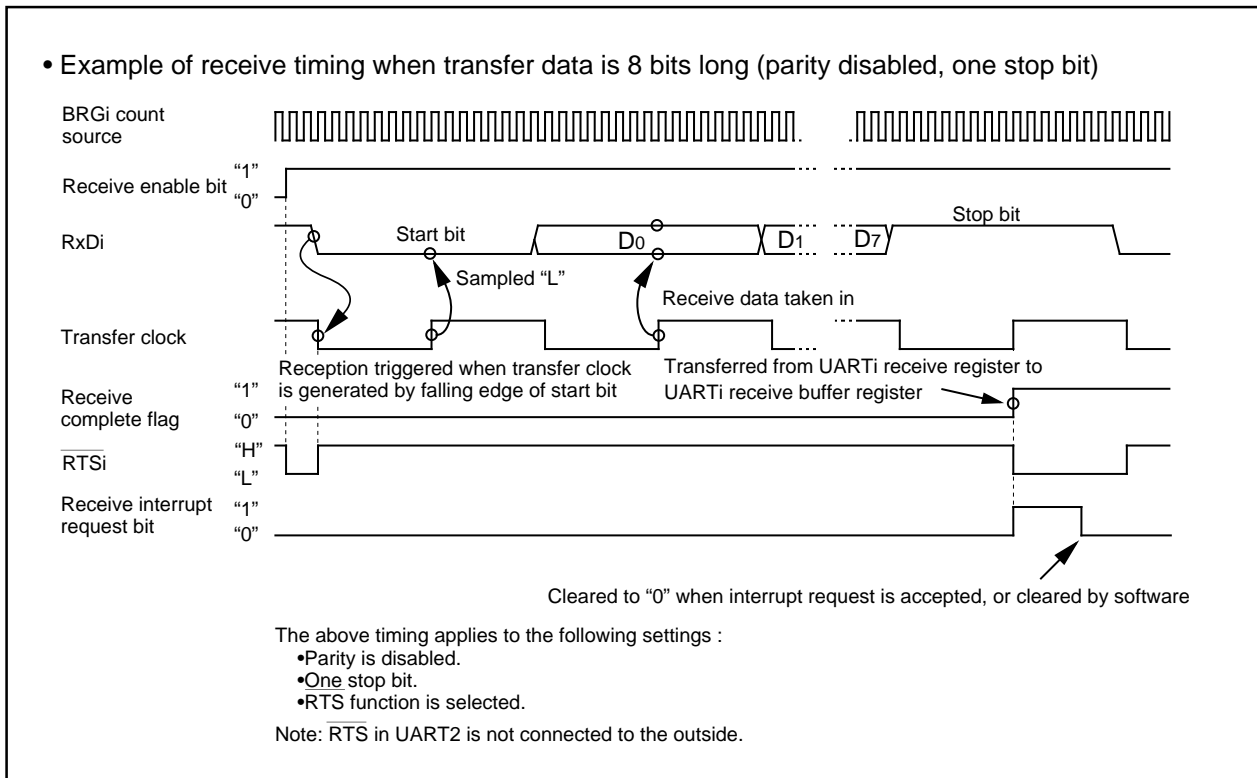 • Example of receive timing when transfer data is 8 bits long (parity disabled, one stop bit)
BRGi count
source
Receive enable bit
“1”
“0”
RxDi
Start bit
D0
D1
D7
Stop bit
Sampled “L”
Receive data taken in
Transfer clock
Reception triggered when transfer clock
is generated by falling edge of start bit
Transferred from UARTi receive register to
UARTi receive buffer register
Receive
complete flag
“1”
“0”
RTSi
“H”
“L”
Receive interrupt
request bit
“1”
“0”
Cleared to “0” when interrupt request is accepted, or cleared by software
The above timing applies to the following settings :
•Parity is disabled.
•One stop bit.
•RTS function is selected.
Note: RTS in UART2 is not connected to the outside.